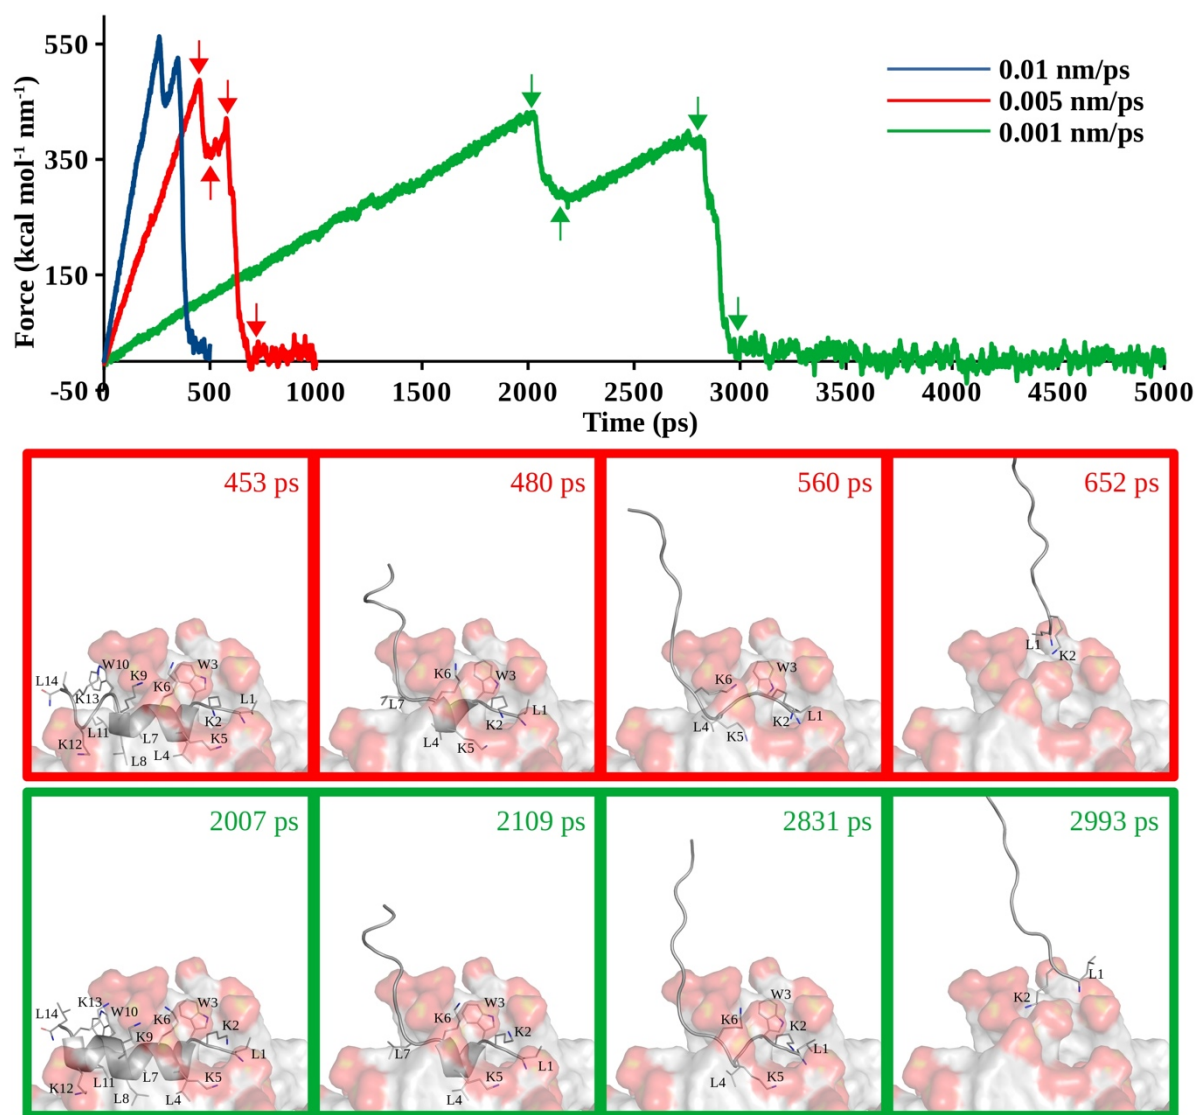 550
350
150
-50
Force (kcal mol⁻¹ nm⁻¹)
0.01 nm/ps
0.005 nm/ps
0.001 nm/ps
0 500 1000 1500 2000 2500 3000 3500 4000 4500 5000
Time (ps)
453 ps
L14
W10
K13
K9
K6
W3
L1
K2
L11
K12
L7
L8
L4
K5
480 ps
K6
W3
L7
K2
L1
L4
K5
560 ps
W3
K6
L4
K5
K2
L1
652 ps
L1
K2
2007 ps
K13
L14
W10
K6
W3
K9
K2
L1
K12
L11
L7
L8
L4
K5
2109 ps
W3
K6
K2
L7
L1
K5
L4
2831 ps
W3
K6
K2
L1
L4
K5
2993 ps
L1
K2